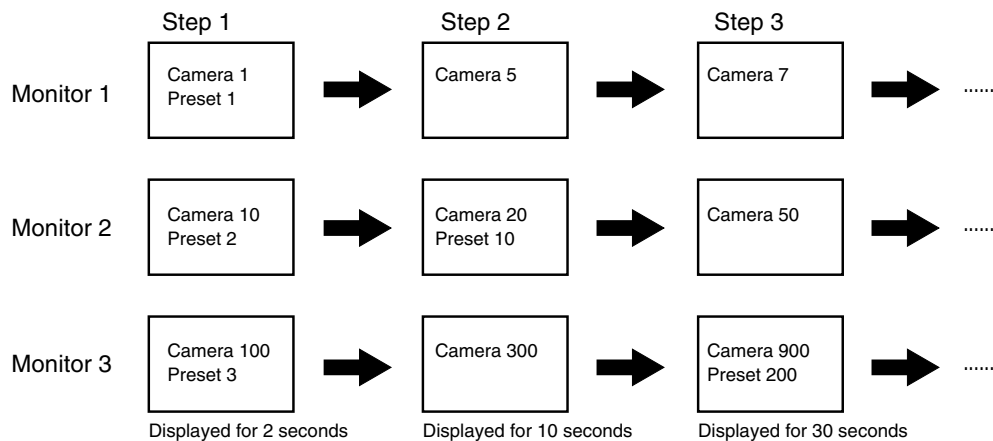 Step 1 Step 2 Step 3
Monitor 1
Camera 1
Preset 1
Camera 5
Camera 7
......
Monitor 2
Camera 10
Preset 2
Camera 20
Preset 10
Camera 50
......
Monitor 3
Camera 100
Preset 3
Camera 300
Camera 900
Preset 200
......
Displayed for 2 seconds Displayed for 10 seconds Displayed for 30 seconds